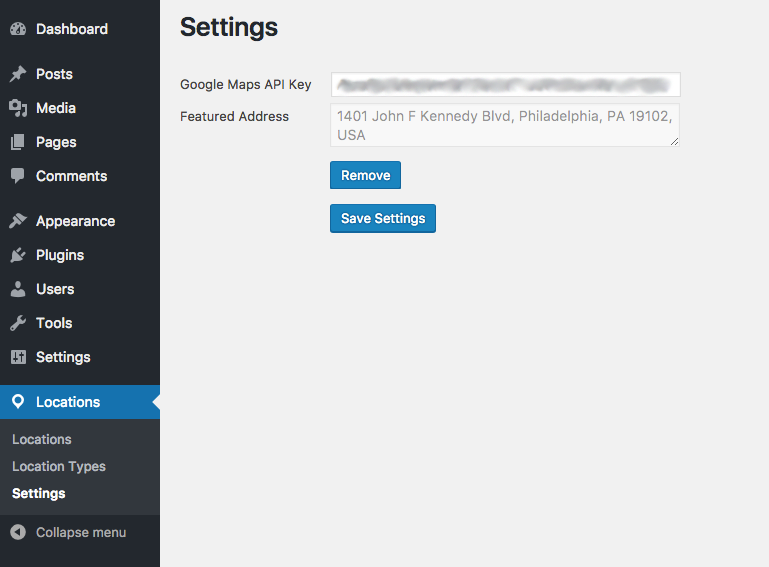 Dashboard
Posts
Media
Pages
Comments
Appearance
Plugins
Users
Tools
Settings
Locations
Locations
Location Types
Settings
Collapse menu
Settings
Google Maps API Key
Featured Address
1401 John F Kennedy Blvd, Philadelphia, PA 19102,
USA
Remove
Save Settings